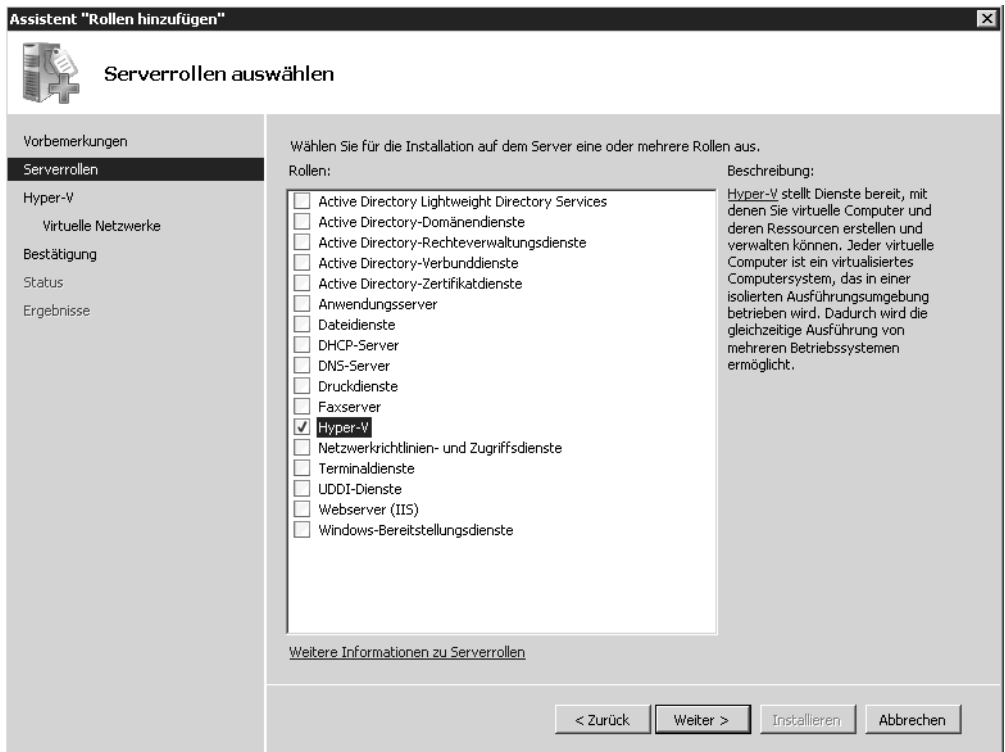 Assistent "Rollen hinzufügen"
Serverrollen auswählen
Vorbemerkungen
Serverrollen
Hyper-V
Virtuelle Netzwerke
Bestätigung
Status
Ergebnisse
Wählen Sie für die Installation auf dem Server eine oder mehrere Rollen aus.
Rollen:
Active Directory Lightweight Directory Services
Active Directory-Domänendienste
Active Directory-Rechteverwaltungsdienste
Active Directory-Verbunddienste
Active Directory-Zertifikatdienste
Anwendungsserver
Dateidienste
DHCP-Server
DNS-Server
Druckdienste
Faxserver
Hyper-V
Netzwerkrichtlinien- und Zugriffsdienste
Terminaldienste
UDDI-Dienste
Webserver (IIS)
Windows-Bereitstellungsdienste
Weitere Informationen zu Serverrollen
Beschreibung:
Hyper-V stellt Dienste bereit, mit
denen Sie virtuelle Computer und
deren Ressourcen erstellen und
verwalten können. Jeder virtuelle
Computer ist ein virtualisiertes
Computersystem, das in einer
isolierten Ausführungsumgebung
betrieben wird. Dadurch wird die
gleichzeitige Ausführung von
mehreren Betriebssystemen
ermöglicht.
< Zurück
Weiter >
Installieren
Abbrechen